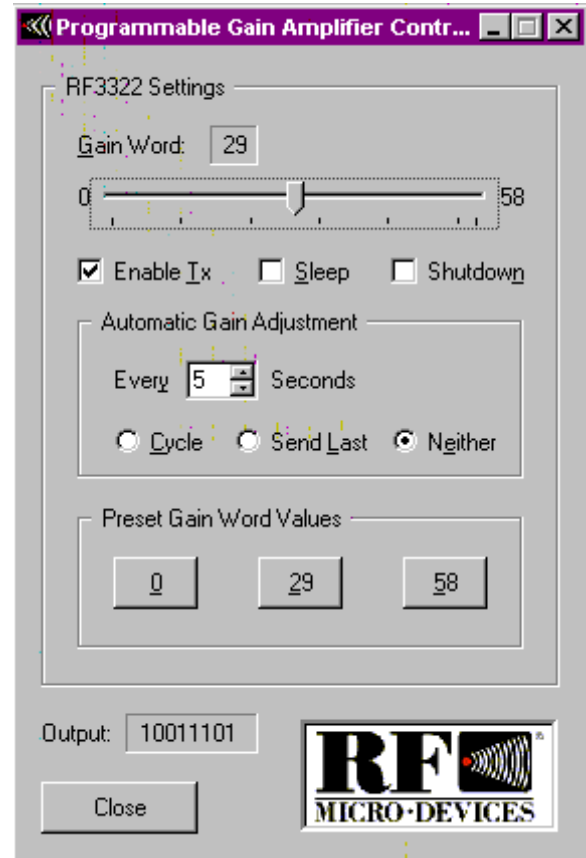 Programmable Gain Amplifier Contr...
RF3322 Settings
Gain Word: 29
0 58
Enable Tx Sleep Shutdown
Automatic Gain Adjustment
Every 5 Seconds
Cycle Send Last Neither
Preset Gain Word Values
0 29 58
Output: 10011101
Close
RF®
MICRO·DEVICES